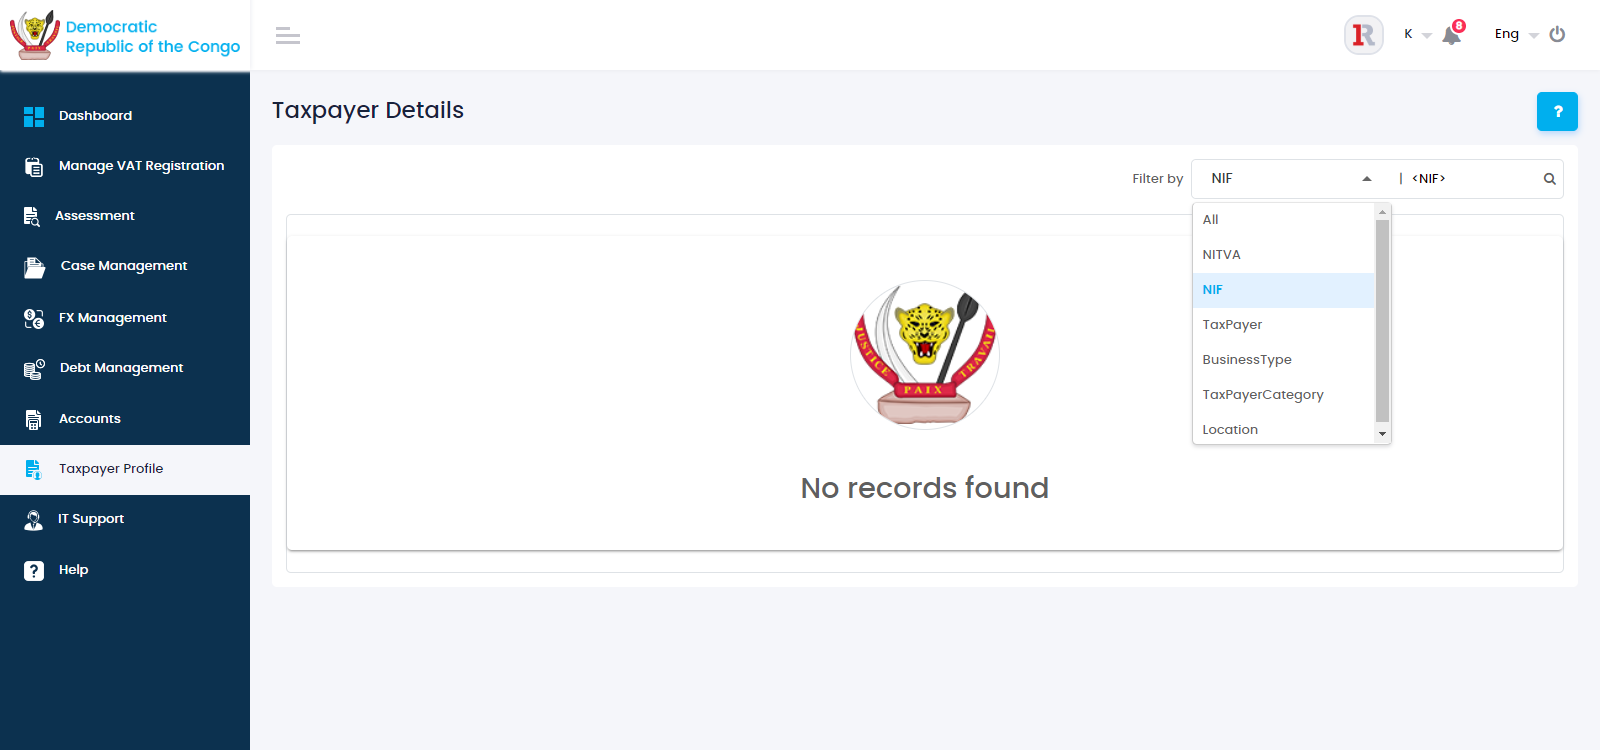 Democratic
Republic of the Congo
1R
K
8
Eng
Dashboard
Manage VAT Registration
Assessment
Case Management
FX Management
Debt Management
Accounts
Taxpayer Profile
IT Support
Help
Taxpayer Details
?
Filter by
NIF
| <NIF>
All
NITVA
NIF
TaxPayer
BusinessType
TaxPayerCategory
Location
JUSTICE PAIX TRAVAIL
No records found